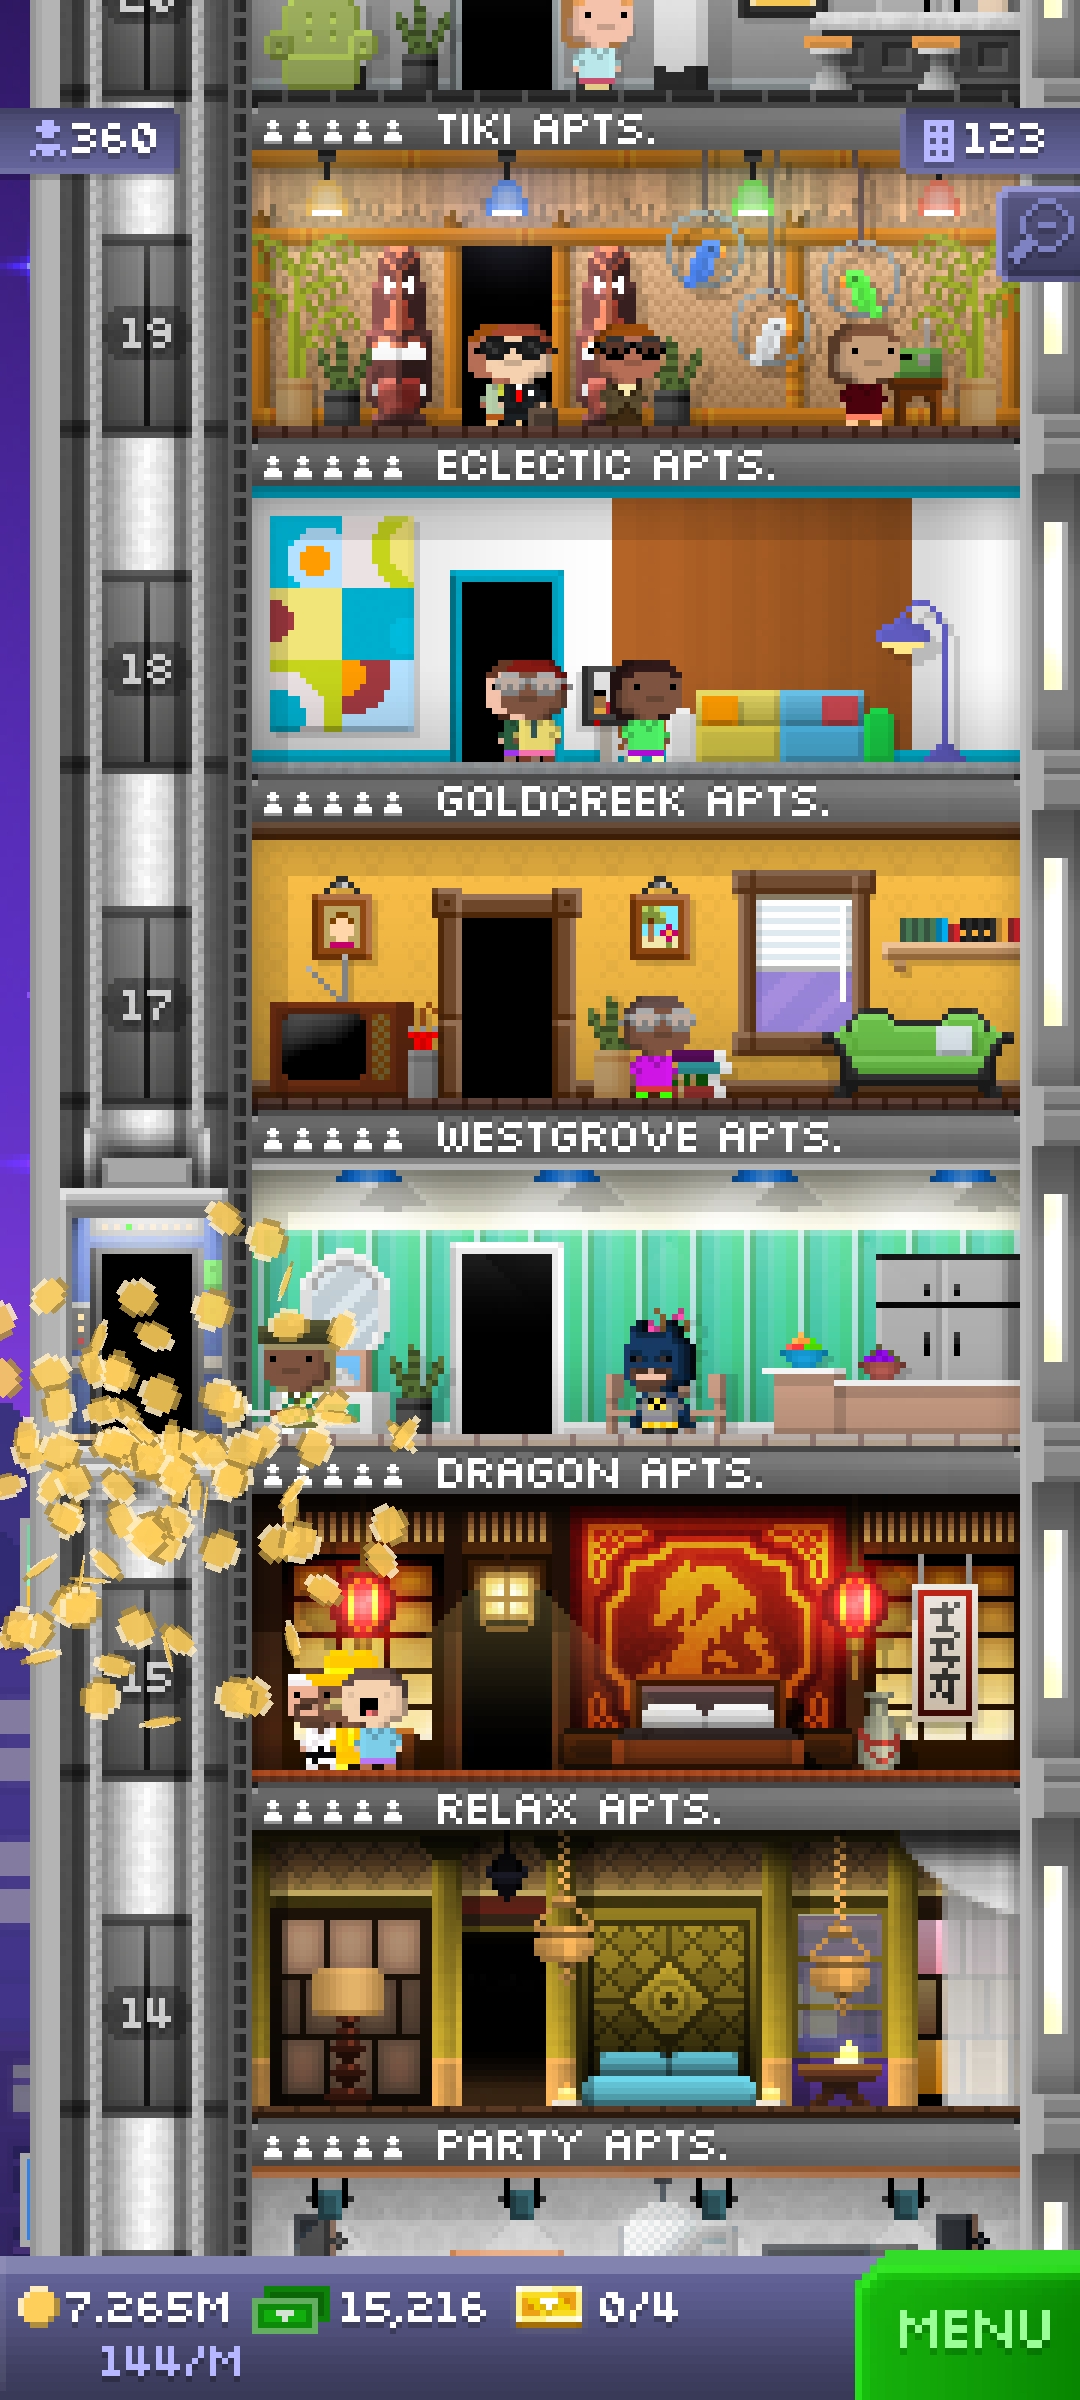 20
TIKI APTS.
360
123
19
ECLECTIC APTS.
18
GOLDCREEK APTS.
17
WESTGROVE APTS.
DRAGON APTS.
15
RELAX APTS.
14
PARTY APTS.
7.265M 15,216 0/4
144/M
MENU